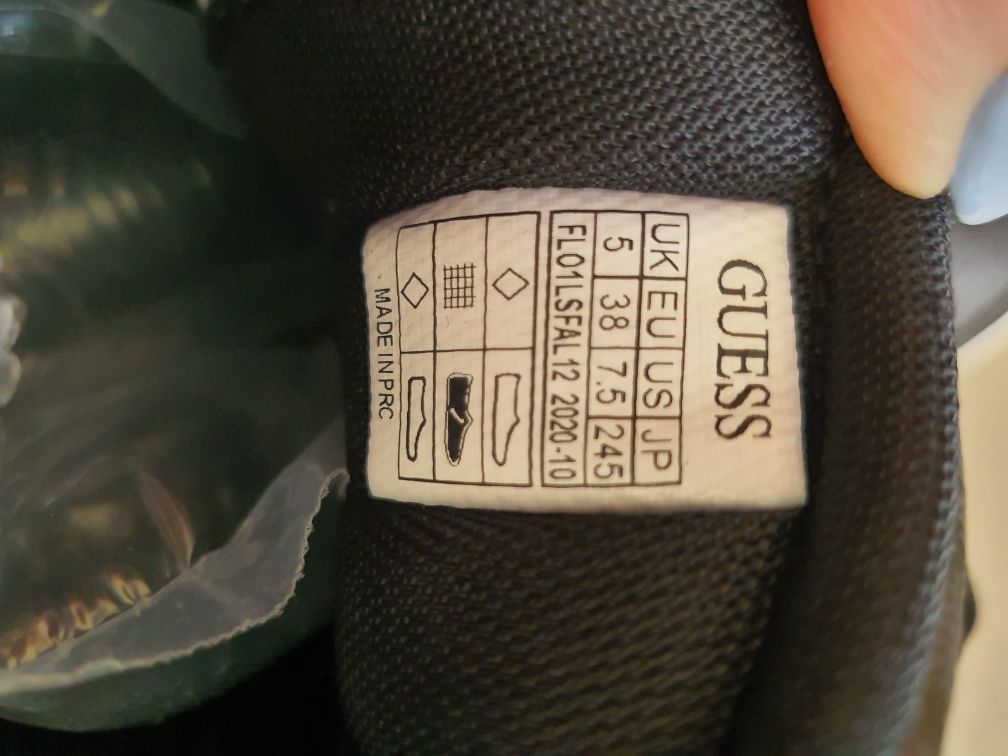 GUESS
UK EU US JP
5 38 7.5 245
FL01LSFAL12 2020-10
MADE IN PRC